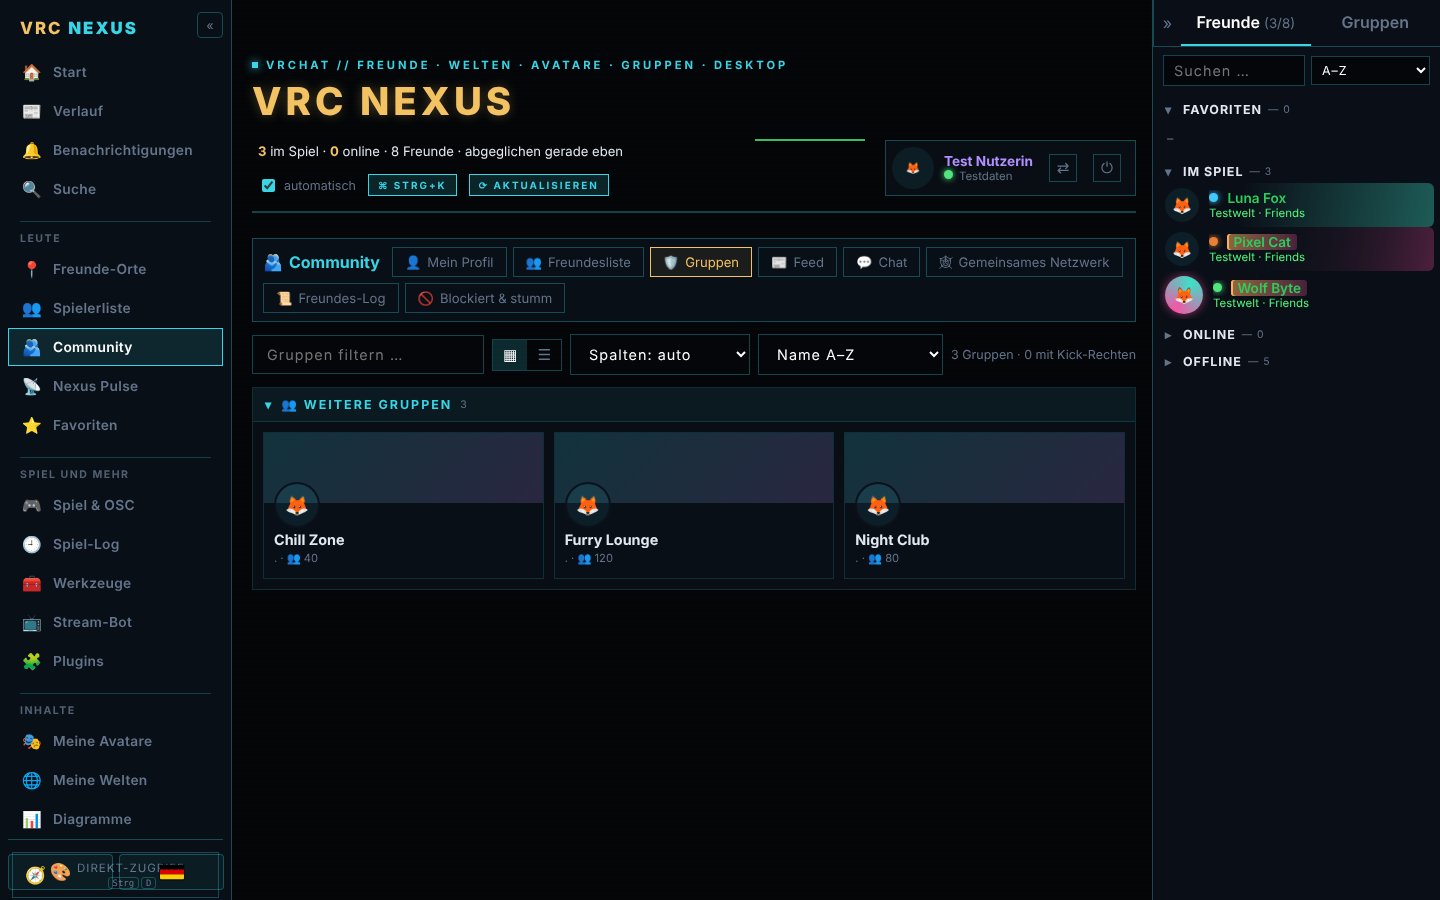 VRC NEXUS
«
Start
Verlauf
Benachrichtigungen
Suche
LEUTE
Freunde-Orte
Spielerliste
Community
Nexus Pulse
Favoriten
SPIEL UND MEHR
Spiel & OSC
Spiel-Log
Werkzeuge
Stream-Bot
Plugins
INHALTE
Meine Avatare
Meine Welten
Diagramme
Strg D
VRCHAT // FREUNDE · WELTEN · AVATARE · GRUPPEN · DESKTOP
VRC NEXUS
3 im Spiel · 0 online · 8 Freunde · abgeglichen gerade eben
automatisch
⌘ STRG+K
⟳ AKTUALISIEREN
Test Nutzerin
Testdaten
Community
Mein Profil
Freundesliste
Gruppen
Feed
Chat
Gemeinsames Netzwerk
Freundes-Log
Blockiert & stumm
Gruppen filtern ...
Spalten: auto
Name A–Z
3 Gruppen · 0 mit Kick-Rechten
WEITERE GRUPPEN 3
Chill Zone
. · 40
Furry Lounge
. · 120
Night Club
. · 80
»
Freunde (3/8)
Gruppen
Suchen ...
A–Z
FAVORITEN — 0
–
IM SPIEL — 3
Luna Fox
Testwelt · Friends
Pixel Cat
Testwelt · Friends
Wolf Byte
Testwelt · Friends
ONLINE — 0
OFFLINE — 5